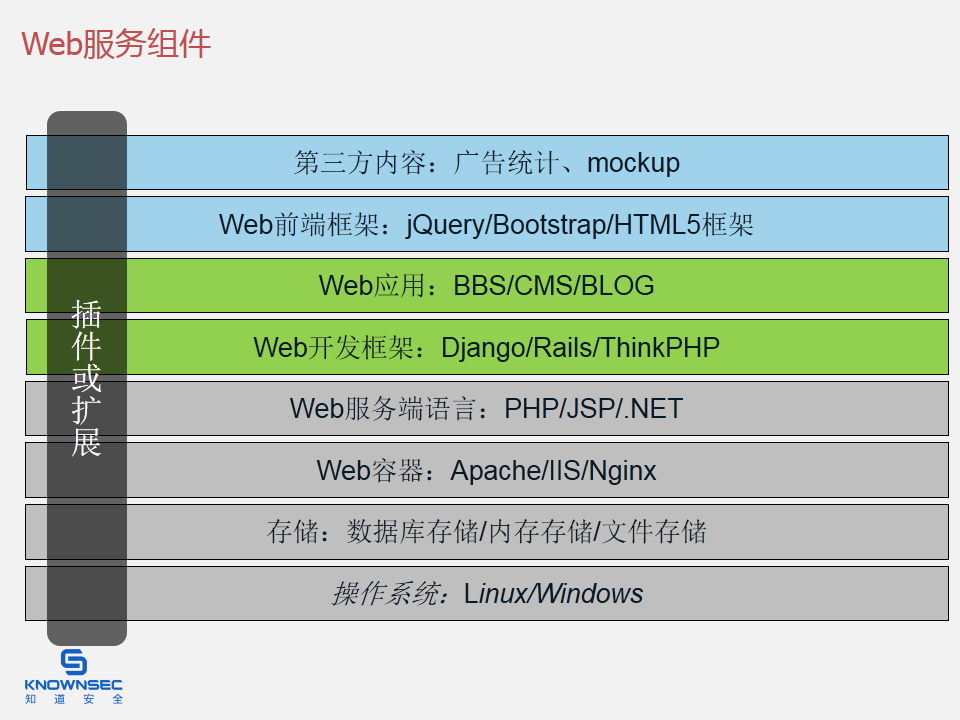 Web服务组件
第三方内容：广告统计、mockup
Web前端框架：jQuery/Bootstrap/HTML5框架
Web应用：BBS/CMS/BLOG
Web开发框架：Django/Rails/ThinkPHP
Web服务端语言：PHP/JSP/.NET
Web容器：Apache/IIS/Nginx
存储：数据库存储/内存存储/文件存储
操作系统：Linux/Windows
插件或扩展
KNOWNSEC
知道安全